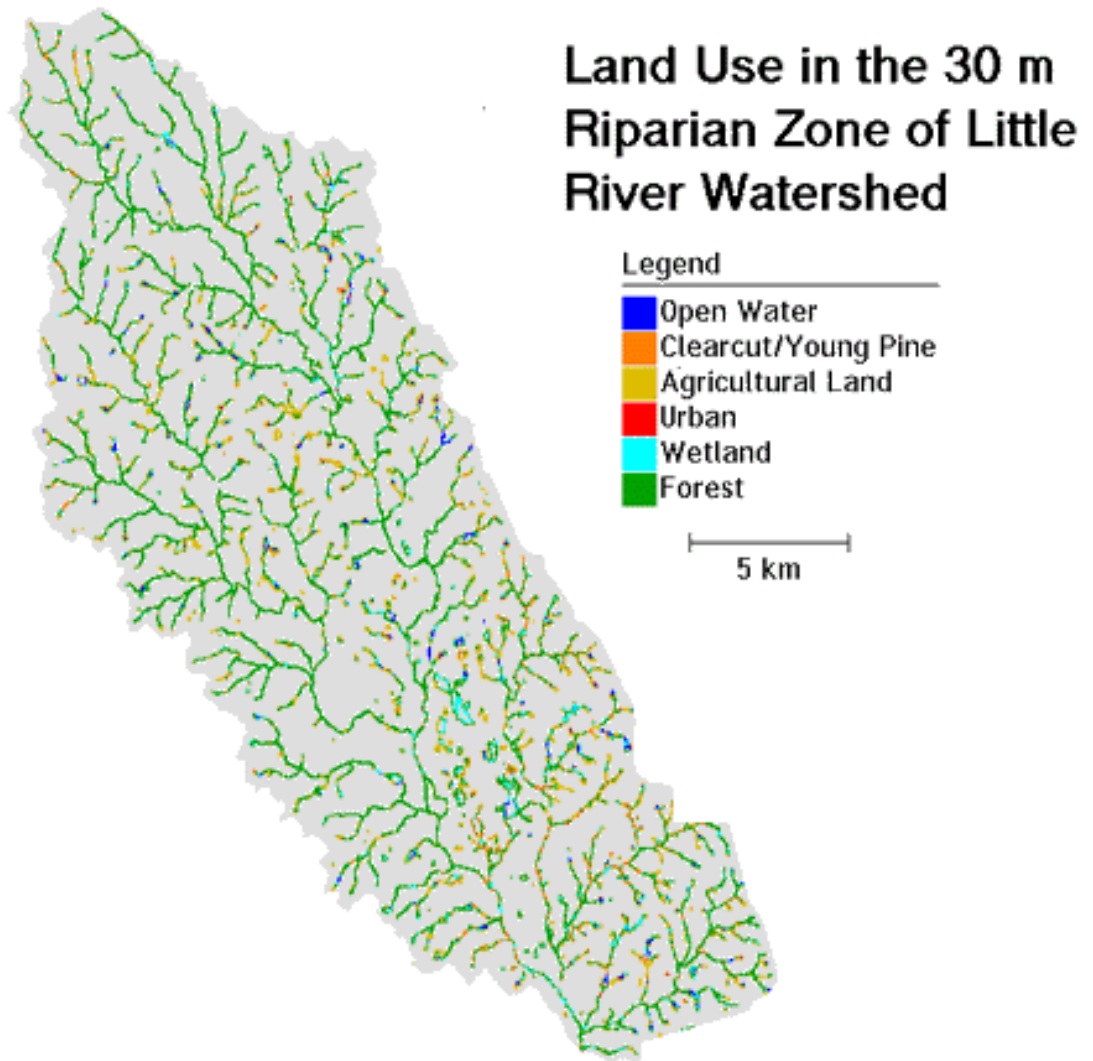 Land Use in the 30 m
Riparian Zone of Little
River Watershed
Legend
Open Water
Clearcut/Young Pine
Agricultural Land
Urban
Wetland
Forest
5 km